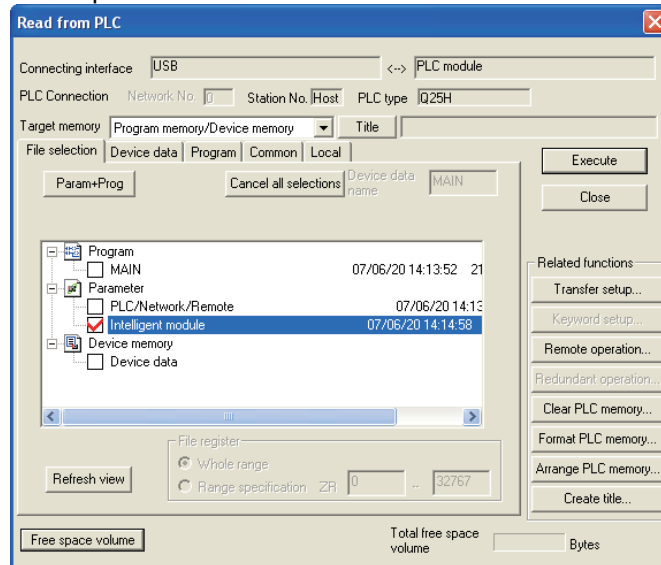 Read from PLC
Connecting interface USB <--> PLC module
PLC Connection Network No. 0 Station No. Host PLC type Q25H
Target memory Program memory/Device memory Title
File selection Device data Program Common Local
Param+Prog Cancel all selections Device data name MAIN
Execute
Close
Program
MAIN 07/06/20 14:13:52 21
Parameter
PLC/Network/Remote 07/06/20 14:13
Intelligent module 07/06/20 14:14:58
Device memory
Device data
File register
Whole range
Range specification ZR 0 .. 32767
Refresh view
Related functions
Transfer setup...
Keyword setup...
Remote operation...
Redundant operation...
Clear PLC memory...
Format PLC memory...
Arrange PLC memory...
Create title...
Free space volume Total free space volume Bytes